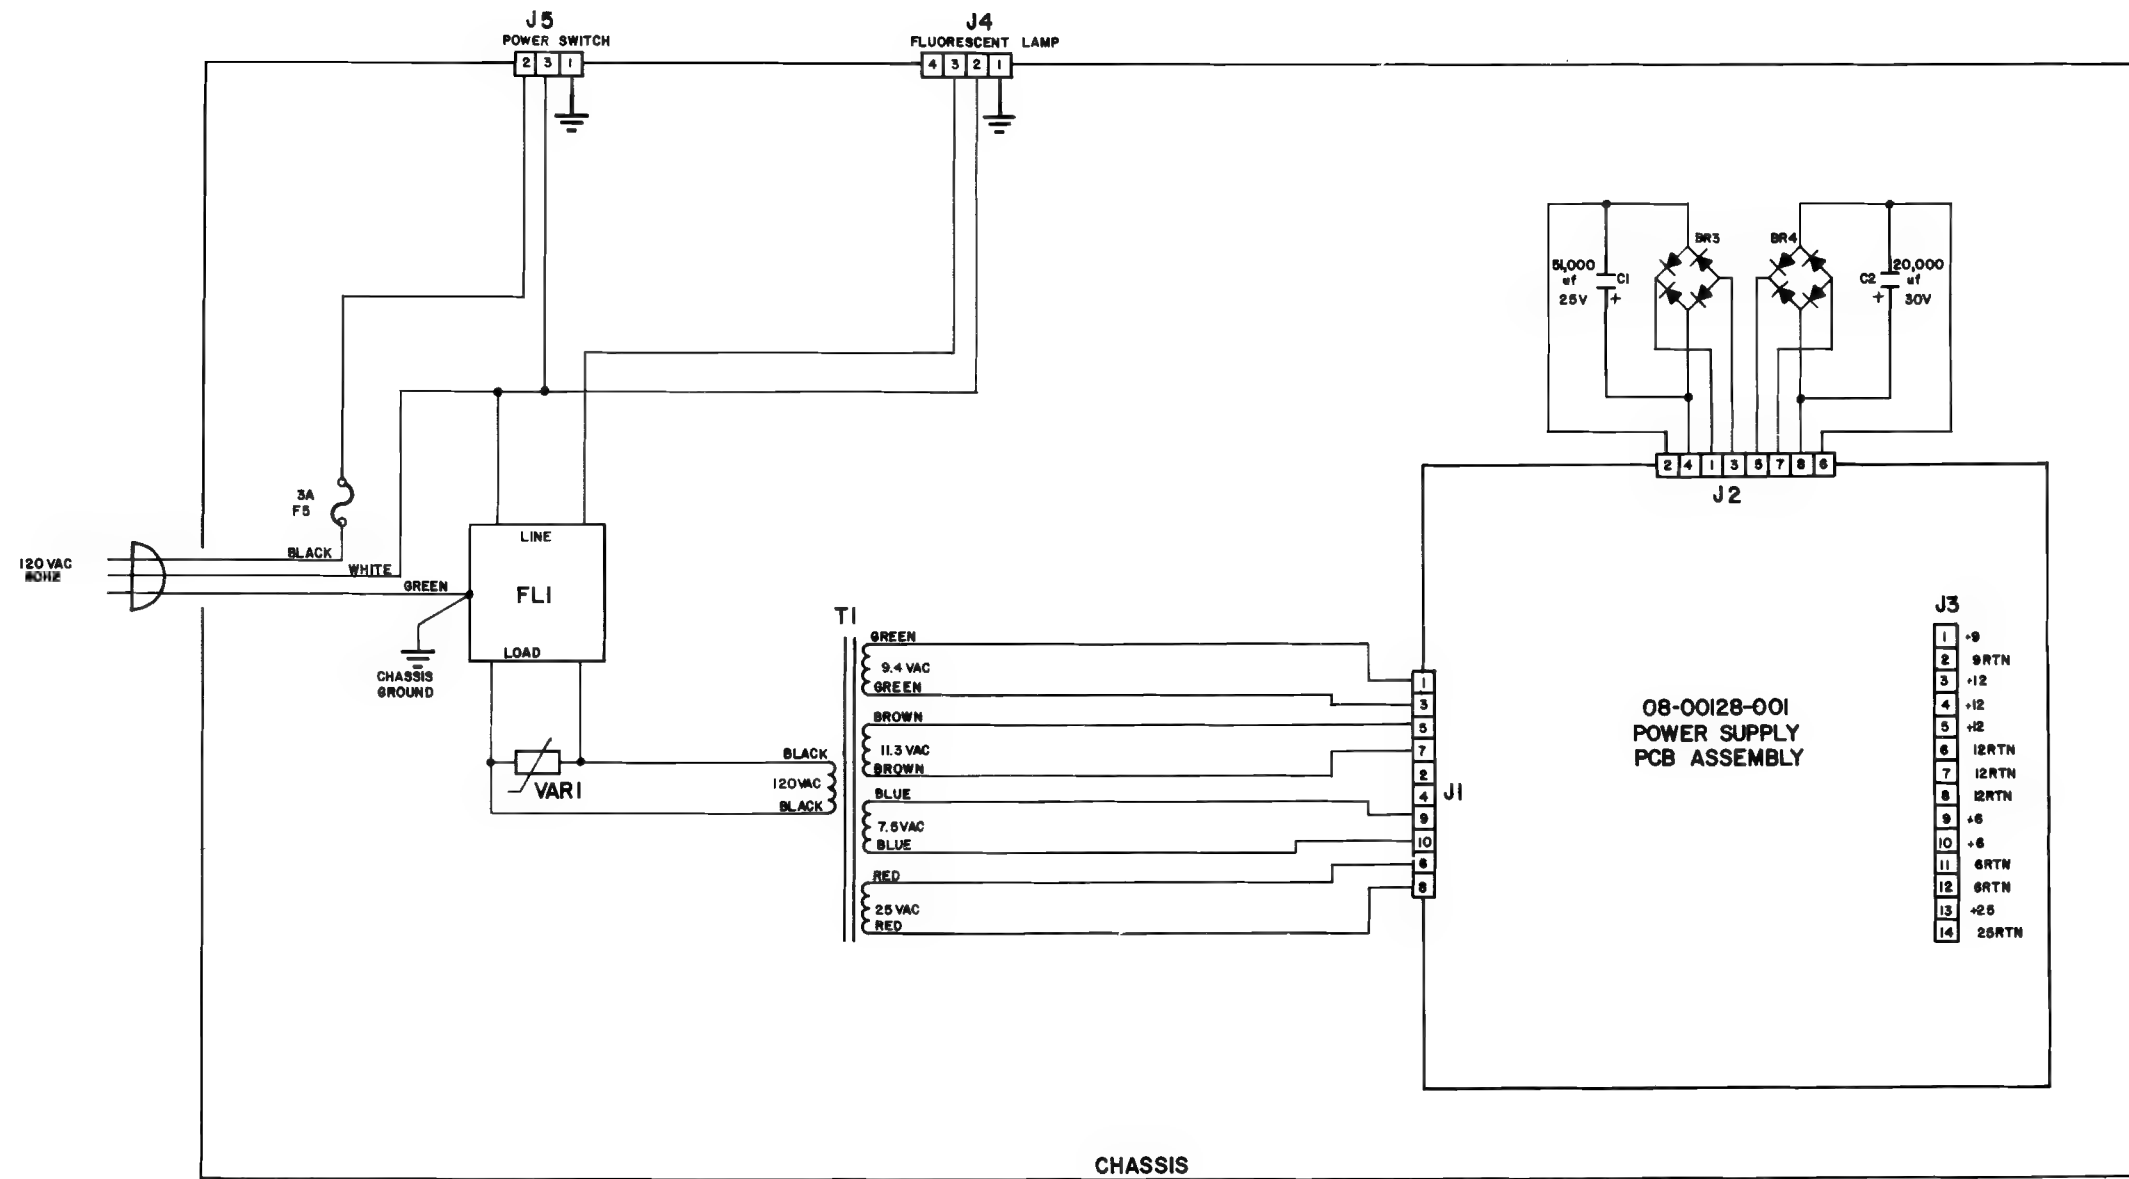 J5
POWER SWITCH
2 3 1
J4
FLUORESCENT LAMP
4 3 2 1
BR3
BR4
51,000
uf
25V
C1
+
C2
+
20,000
uf
30V
2 4 1 3 5 7 8 6
J2
3A
F5
120 VAC
BLACK
WHITE
GREEN
LINE
FL1
LOAD
CHASSIS
GROUND
VAR1
T1
BLACK
120VAC
BLACK
GREEN
9.4 VAC
GREEN
BROWN
11.3 VAC
BROWN
BLUE
7.5VAC
BLUE
RED
25 VAC
RED
1
3
5
7
2
4
9
10
6
8
J1
08-00128-001
POWER SUPPLY
PCB ASSEMBLY
J3
1 +9
2 9RTN
3 +12
4 +12
5 +12
6 12RTN
7 12RTN
8 12RTN
9 +6
10 +6
11 6RTN
12 6RTN
13 +25
14 25RTN
CHASSIS